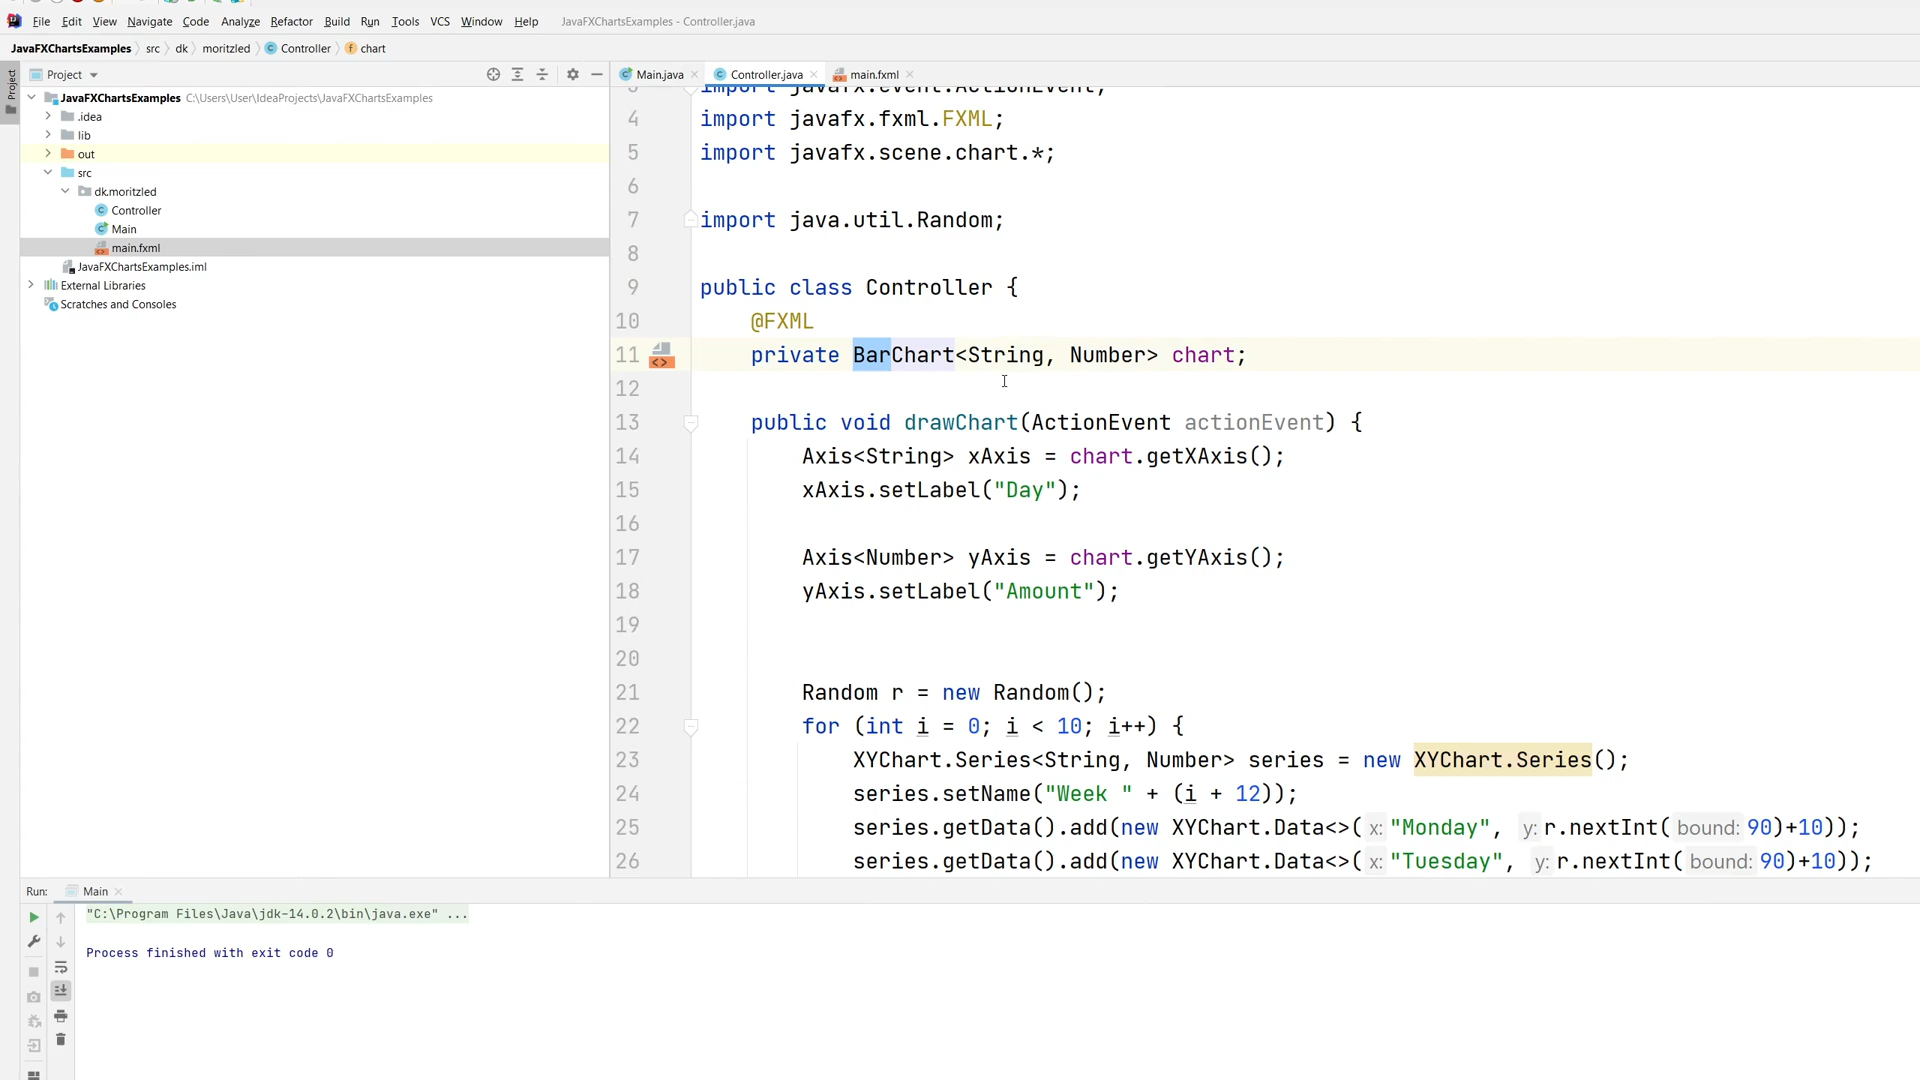 File Edit View Navigate Code Analyze Refactor Build Run Tools VCS Window Help JavaFXChartsExamples - Controller.java
JavaFXChartsExamples src dk moritzled Controller chart
Project
Project
JavaFXChartsExamples C:\Users\User\IdeaProjects\JavaFXChartsExamples
.idea
lib
out
src
dk.moritzled
Controller
Main
main.fxml
JavaFXChartsExamples.iml
External Libraries
Scratches and Consoles
Main.java Controller.java main.fxml
3 import javafx.event.ActionEvent;
4 import javafx.fxml.FXML;
5 import javafx.scene.chart.*;
6
7 import java.util.Random;
8
9 public class Controller {
10 @FXML
11 private BarChart<String, Number> chart;
12
13 public void drawChart(ActionEvent actionEvent) {
14 Axis<String> xAxis = chart.getXAxis();
15 xAxis.setLabel("Day");
16
17 Axis<Number> yAxis = chart.getYAxis();
18 yAxis.setLabel("Amount");
19
20
21 Random r = new Random();
22 for (int i = 0; i < 10; i++) {
23 XYChart.Series<String, Number> series = new XYChart.Series();
24 series.setName("Week " + (i + 12));
25 series.getData().add(new XYChart.Data<>( x: "Monday", y: r.nextInt( bound: 90)+10));
26 series.getData().add(new XYChart.Data<>( x: "Tuesday", y: r.nextInt( bound: 90)+10));
Run: Main
"C:\Program Files\Java\jdk-14.0.2\bin\java.exe" ...
Process finished with exit code 0